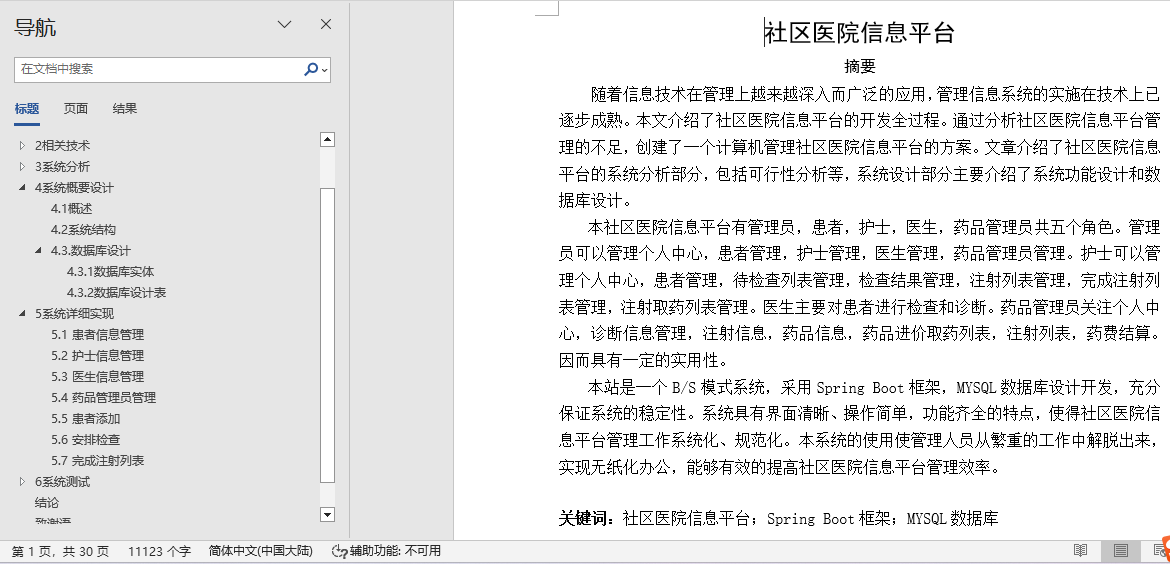 导航
在文档中搜索
标题 页面 结果
2相关技术
3系统分析
4系统概要设计
4.1概述
4.2系统结构
4.3.数据库设计
4.3.1数据库实体
4.3.2数据库设计表
5系统详细实现
5.1 患者信息管理
5.2 护士信息管理
5.3 医生信息管理
5.4 药品管理员管理
5.5 患者添加
5.6 安排检查
5.7 完成注射列表
6系统测试
结论
致谢语
社区医院信息平台
摘要
随着信息技术在管理上越来越深入而广泛的应用，管理信息系统的实施在技术上已
逐步成熟。本文介绍了社区医院信息平台的开发全过程。通过分析社区医院信息平台管
理的不足，创建了一个计算机管理社区医院信息平台的方案。文章介绍了社区医院信息
平台的系统分析部分，包括可行性分析等，系统设计部分主要介绍了系统功能设计和数
据库设计。
本社区医院信息平台有管理员，患者，护士，医生，药品管理员共五个角色。管理
员可以管理个人中心，患者管理，护士管理，医生管理，药品管理员管理。护士可以管
理个人中心，患者管理，待检查列表管理，检查结果管理，注射列表管理，完成注射列
表管理，注射取药列表管理。医生主要对患者进行检查和诊断。药品管理员关注个人中
心，诊断信息管理，注射信息，药品信息，药品进价取药列表，注射列表，药费结算。
因而具有一定的实用性。
本站是一个 B/S 模式系统，采用 Spring Boot 框架，MYSQL 数据库设计开发，充分
保证系统的稳定性。系统具有界面清晰、操作简单，功能齐全的特点，使得社区医院信
息平台管理工作系统化、规范化。本系统的使用使管理人员从繁重的工作中解脱出来，
实现无纸化办公，能够有效的提高社区医院信息平台管理效率。
关键词：社区医院信息平台；Spring Boot 框架；MYSQL 数据库
第 1 页，共 30 页 11123 个字 简体中文(中国大陆) 辅助功能: 不可用